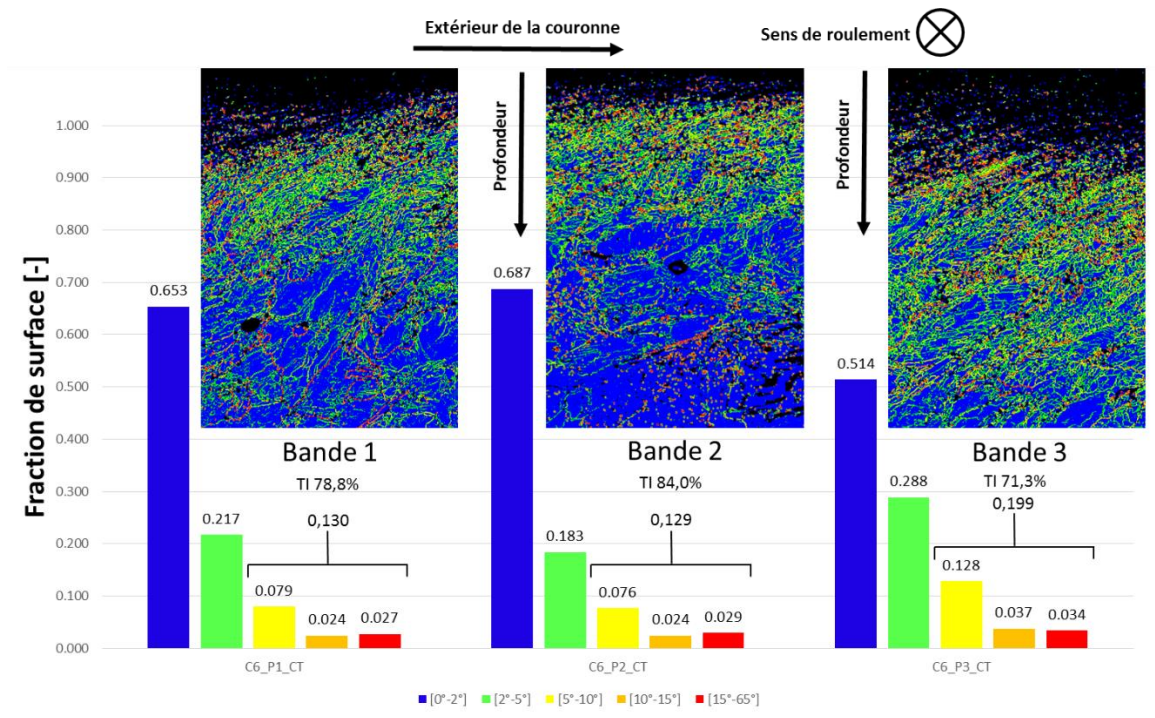 Extérieur de la couronne
Sens de roulement
Profondeur
Profondeur
Fraction de surface [-]
1.000
0.900
0.800
0.700
0.600
0.500
0.400
0.300
0.200
0.100
0.000
0.653
0.217
0.079
0.024
0.027
Bande 1
TI 78,8%
0,130
C6_P1_CT
0.687
0.183
0.076
0.024
0.029
Bande 2
TI 84,0%
0,129
C6_P2_CT
0.514
0.288
0.128
0.037
0.034
Bande 3
TI 71,3%
0,199
C6_P3_CT
[0°-2°] [2°-5°] [5°-10°] [10°-15°] [15°-65°]